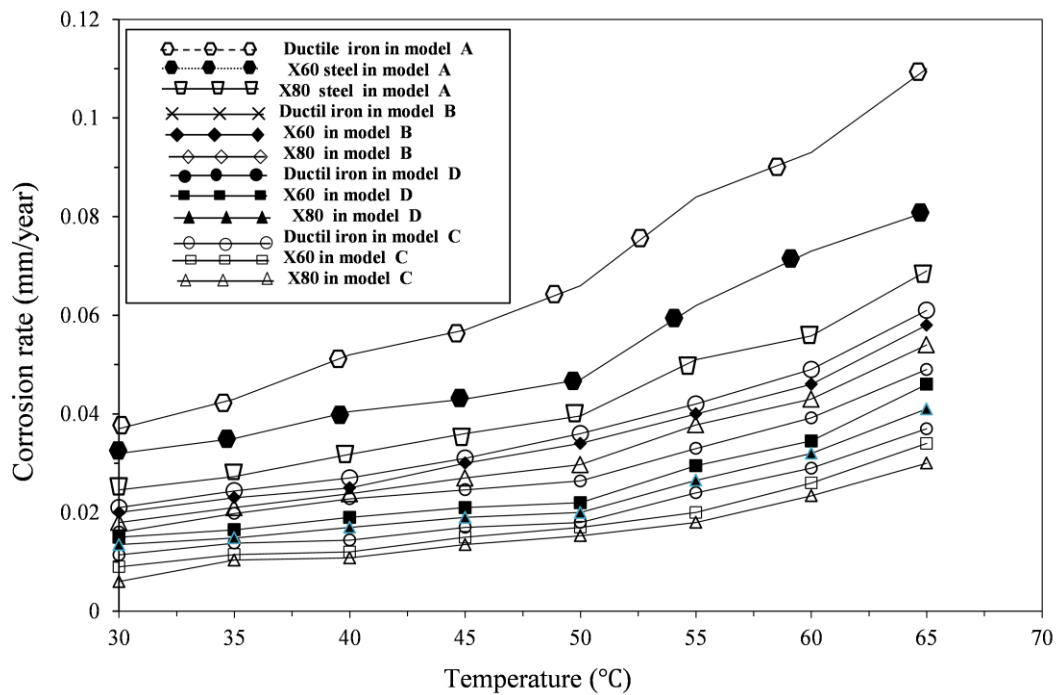 0.12
0.1
0.08
0.06
0.04
0.02
0
Corrosion rate (mm/year)
Ductile iron in model A
X60 steel in model A
X80 steel in model A
Ductil iron in model B
X60 in model B
X80 in model B
Ductil iron in model D
X60 in model D
X80 in model D
Ductil iron in model C
X60 in model C
X80 in model C
30 35 40 45 50 55 60 65 70
Temperature (℃)